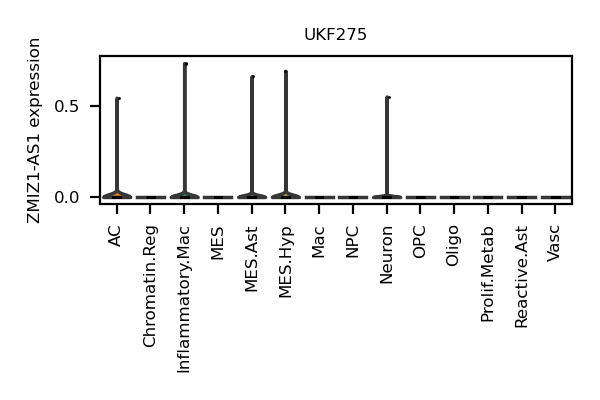 UKF275
ZMIZ1-AS1 expression
0.5
0.0
AC
Chromatin.Reg
Inflammatory.Mac
MES
MES.Ast
MES.Hyp
Mac
NPC
Neuron
OPC
Oligo
Prolif.Metab
Reactive.Ast
Vasc